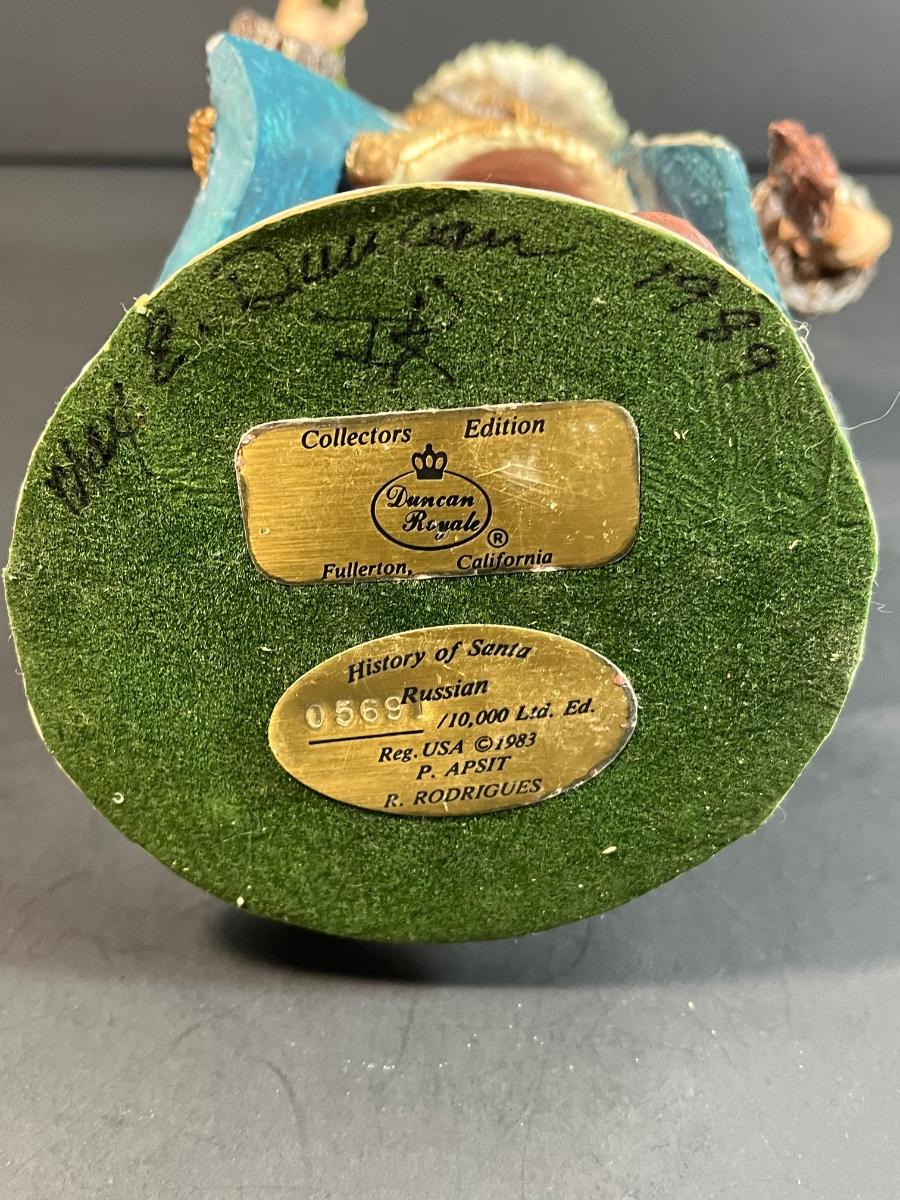 E. Duncan
1989
Collectors Edition
Duncan
Royale
®
Fullerton, California
History of Santa
Russian
05691 /10,000 Ltd. Ed.
Reg. USA ©1983
P. APSIT
R. RODRIGUES